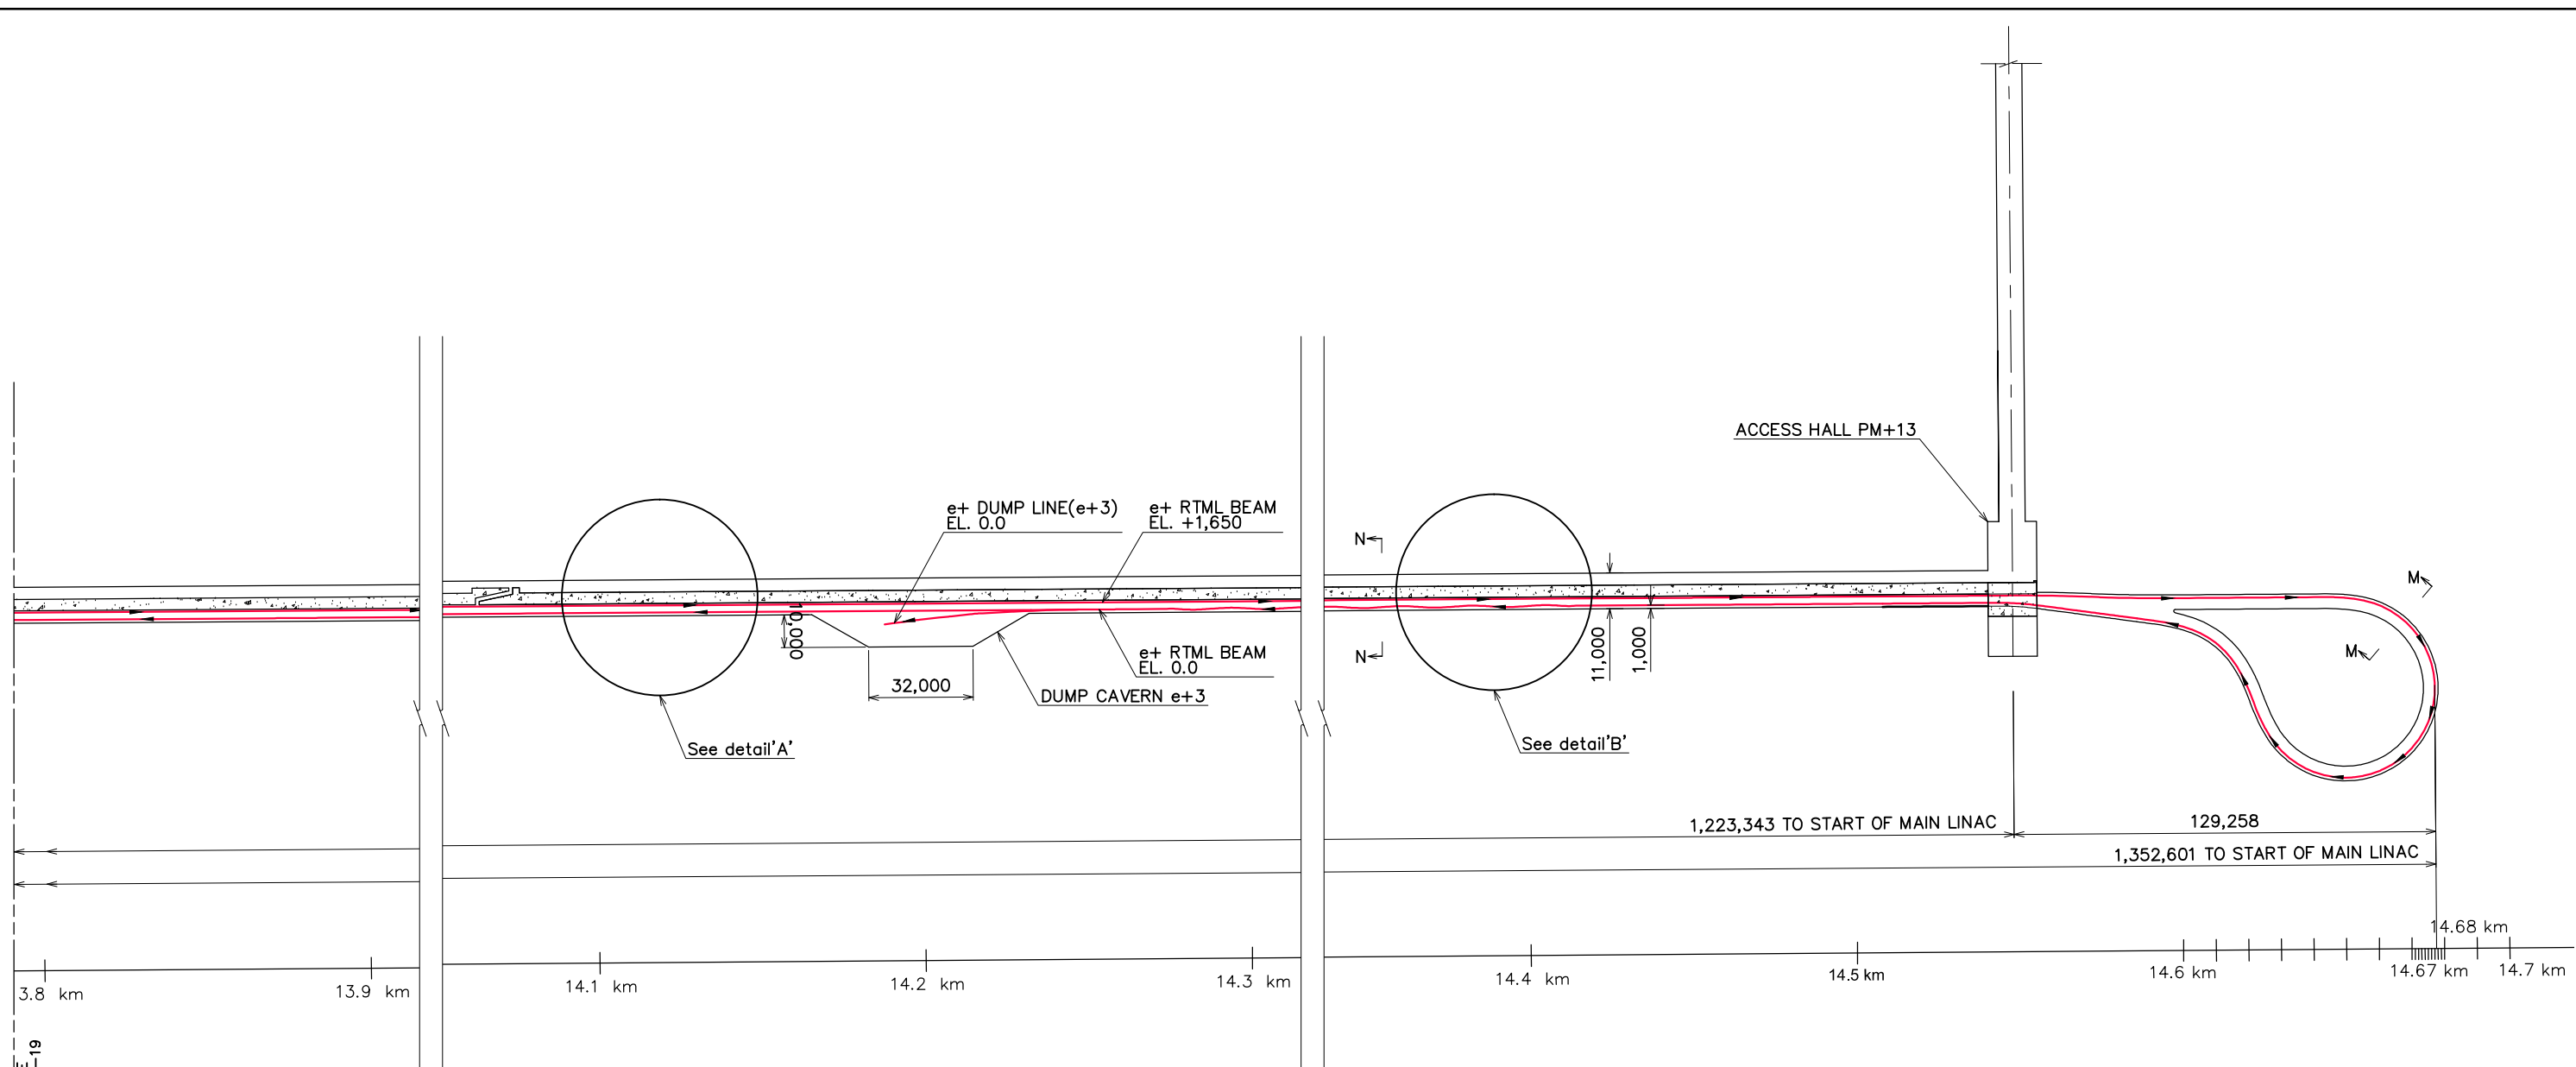 ACCESS HALL PM+13
e+ DUMP LINE(e+3)
EL. 0.0
e+ RTML BEAM
EL. +1,650
N
M
10,000
11,000
1,000
e+ RTML BEAM
EL. 0.0
N
M
32,000
DUMP CAVERN e+3
See detail'A'
See detail'B'
1,223,343 TO START OF MAIN LINAC
129,258
1,352,601 TO START OF MAIN LINAC
14.68 km
3.8 km
13.9 km
14.1 km
14.2 km
14.3 km
14.4 km
14.5 km
14.6 km
14.67 km
14.7 km
-19